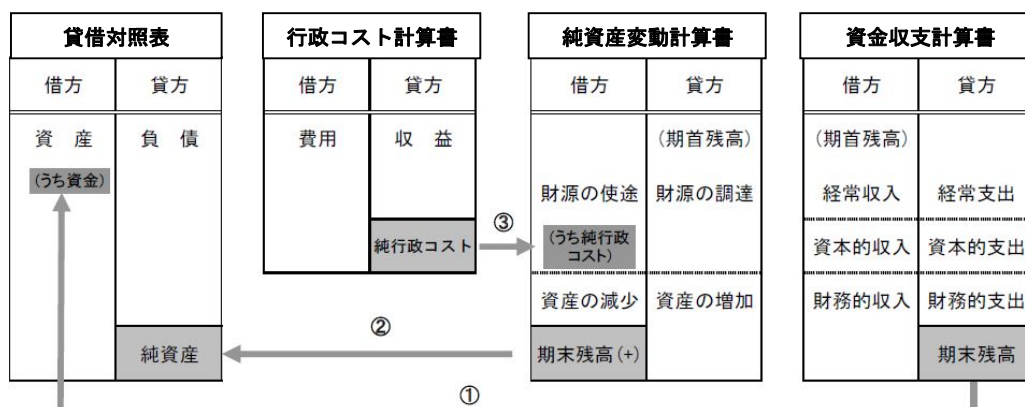 貸借対照表
借方 貸方
資 産 負 債
(うち資金)
純資産
行政コスト計算書
借方 貸方
費用 収 益
純行政コスト
③
純資産変動計算書
借方 貸方
(期首残高)
財源の使途 財源の調達
(うち純行政
コスト)
資産の減少 資産の増加
期末残高(+)
②
①
資金収支計算書
借方 貸方
(期首残高)
経常収入 経常支出
資本的収入 資本的支出
財務的収入 財務的支出
期末残高